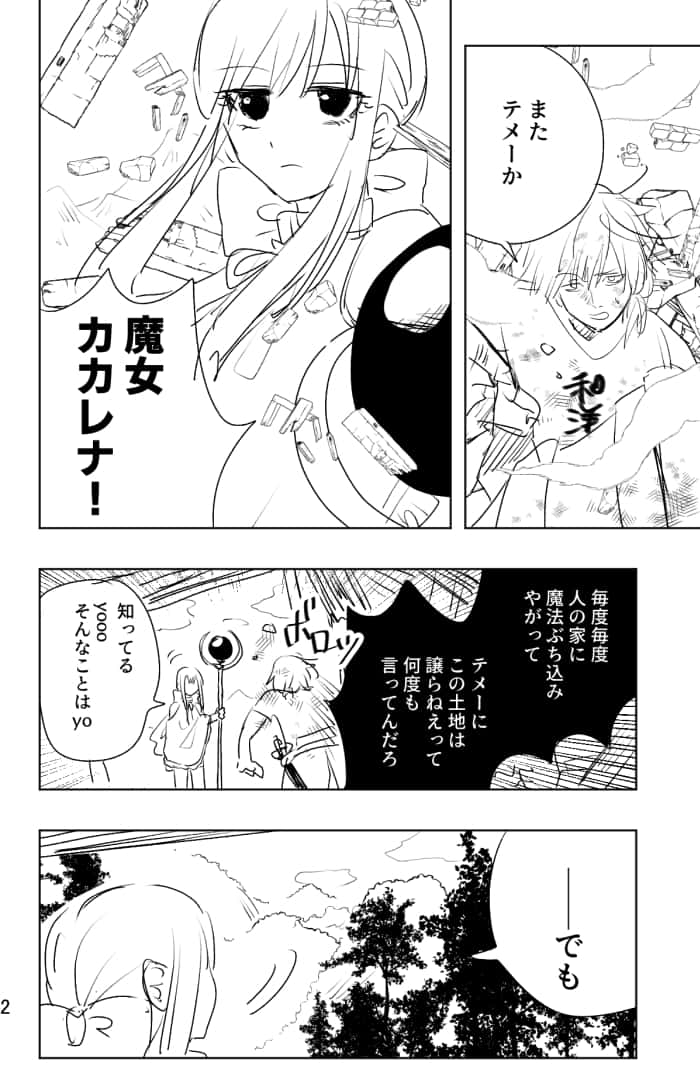 また
テメーか
和洋
魔女
カカレナ！
毎度毎度
人の家に
魔法ぶち込み
やがって
テメーに
この土地は
譲らねえって
何度も
言ってんだろ
ボロッ
知ってる
yooo
そんなことは
yo
──でも
2